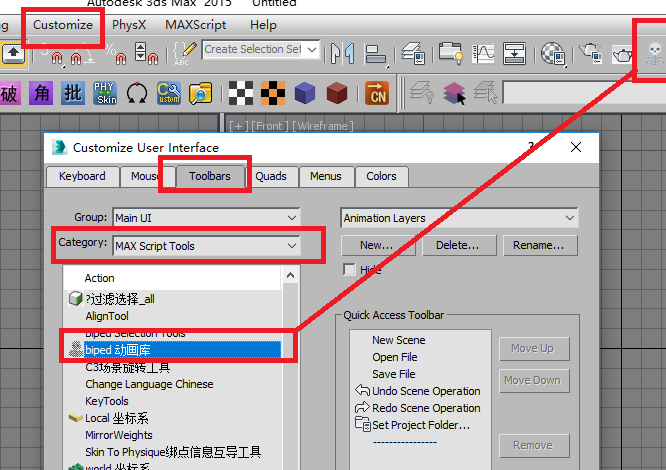 Autodesk 3ds Max 2015 Untitled
ng Customize PhysX MAXScript Help
3 % ABC Create Selection Set
破 角 批 PHY Skin Custom CN
[+] [Front] [Wireframe]
Customize User Interface ? ×
Keyboard Mouse Toolbars Quads Menus Colors
Group: Main UI Animation Layers
Category: MAX Script Tools New... Delete... Rename...
Hide
Action
?过滤选择_all
AlignTool
Biped Selection Tools
biped 动画库
C3场景旋转工具
Change Language Chinese
KeyTools
Local 坐标系
MirrorWeights
Skin To Physique绑点信息互导工具
world 坐标系
Quick Access Toolbar
New Scene
Open File
Save File
Undo Scene Operation
Redo Scene Operation
Set Project Folder...
----------------
Move Up
Move Down
Remove